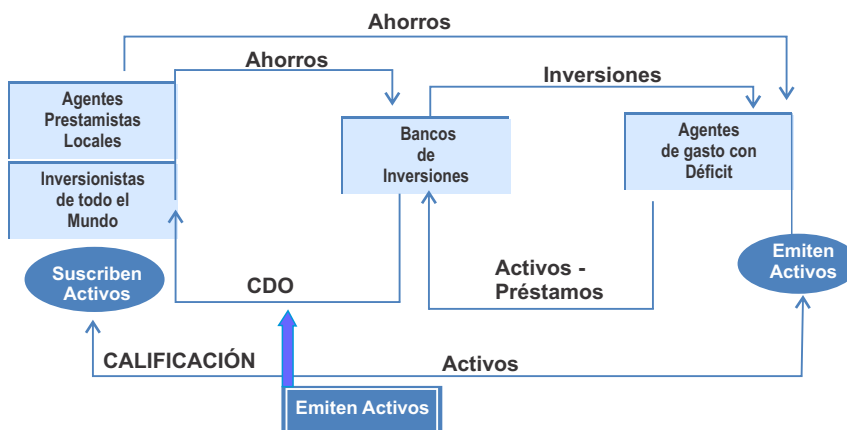 Ahorros
Ahorros
Inversiones
Agentes
Prestamistas
Locales
Bancos
de
Inversiones
Agentes
de gasto con
Déficit
Inversionistas
de todo el
Mundo
Suscriben
Activos
CDO
Activos -
Préstamos
Emiten
Activos
CALIFICACIÓN
Activos
Emiten Activos